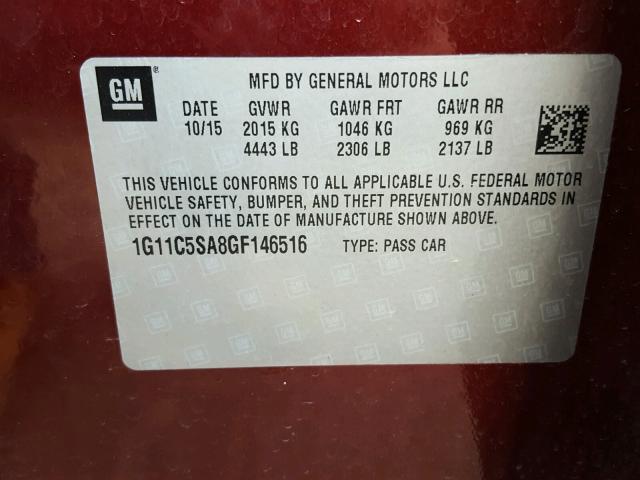 GM
MFD BY GENERAL MOTORS LLC
DATE GVWR GAWR FRT GAWR RR
10/15 2015 KG 1046 KG 969 KG
4443 LB 2306 LB 2137 LB
THIS VEHICLE CONFORMS TO ALL APPLICABLE U.S. FEDERAL MOTOR
VEHICLE SAFETY, BUMPER, AND THEFT PREVENTION STANDARDS IN
EFFECT ON THE DATE OF MANUFACTURE SHOWN ABOVE.
1G11C5SA8GF146516 TYPE: PASS CAR